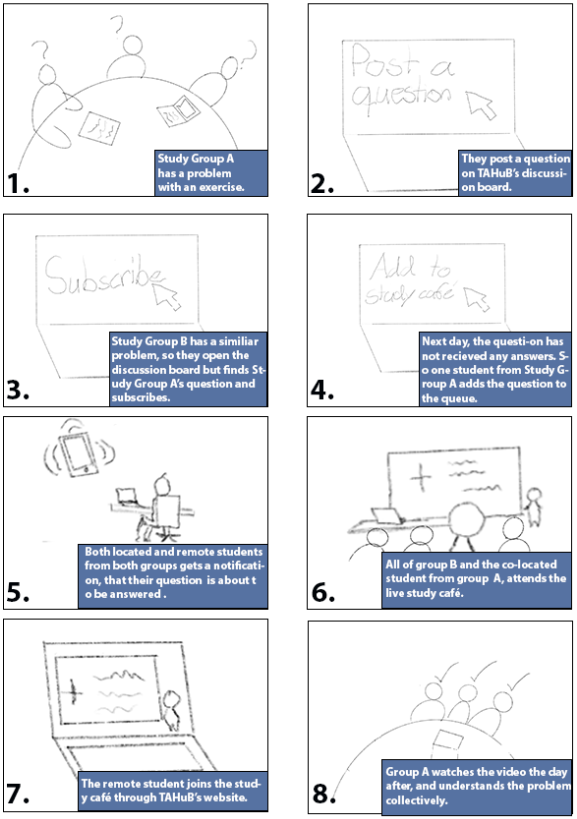 ? ? ?
Study Group A
has a problem
with an exercise.
1.
Post a
question
They post a question
on TAHuB's discussi-
on board.
2.
Subscribe
Study Group B has a similiar
problem, so they open the
discussion board but finds St-
udy Group A's question and
subscribes.
3.
Add to
study café
Next day, the questi-on has
not recieved any answers. S-
o one student from Study G-
roup A adds the question to
the queue.
4.
Both located and remote students
from both groups gets a notificati-
on, that their question is about t
o be answered .
5.
All of group B and the co-located
student from group A, attends the
live study café.
6.
The remote student joins the stud-
y café through TAHuB's website.
7.
Group A watches the video the day
after, and understands the problem
collectively.
8.